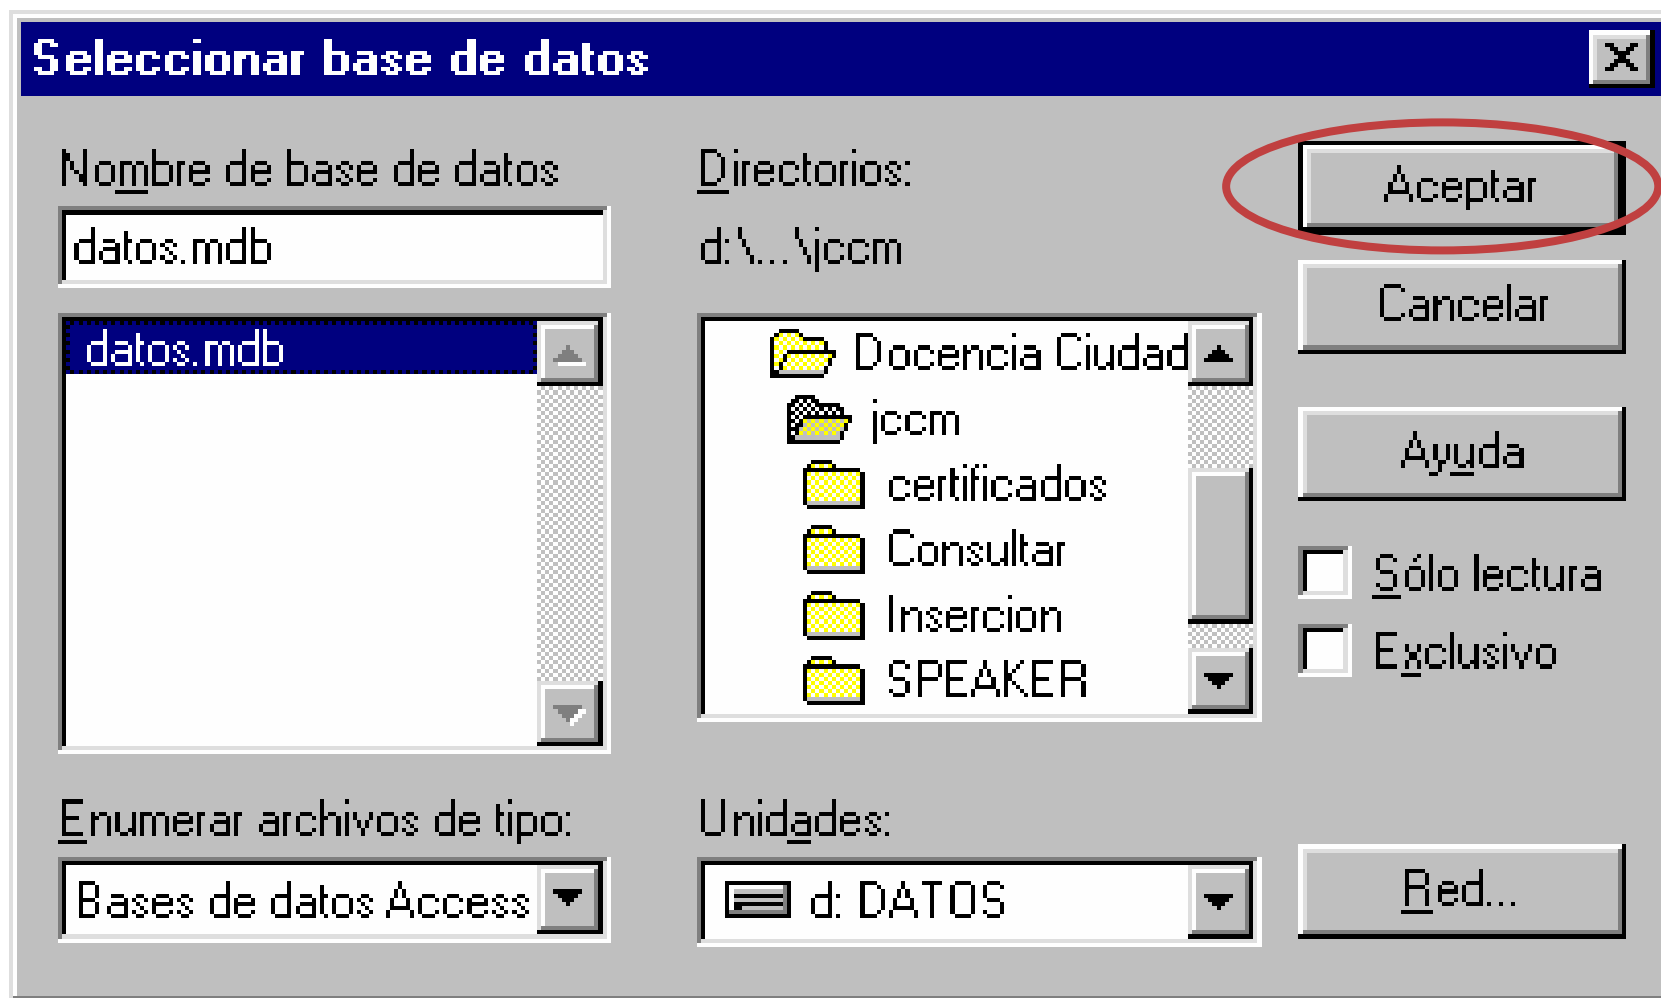 Seleccionar base de datos
Nombre de base de datos
datos.mdb
datos.mdb
Enumerar archivos de tipo:
Bases de datos Access
Directorios:
d:\...\jccm
Docencia Ciudad
jccm
certificados
Consultar
Insercion
SPEAKER
Unidades:
d: DATOS
Aceptar
Cancelar
Ayuda
Sólo lectura
Exclusivo
Red...